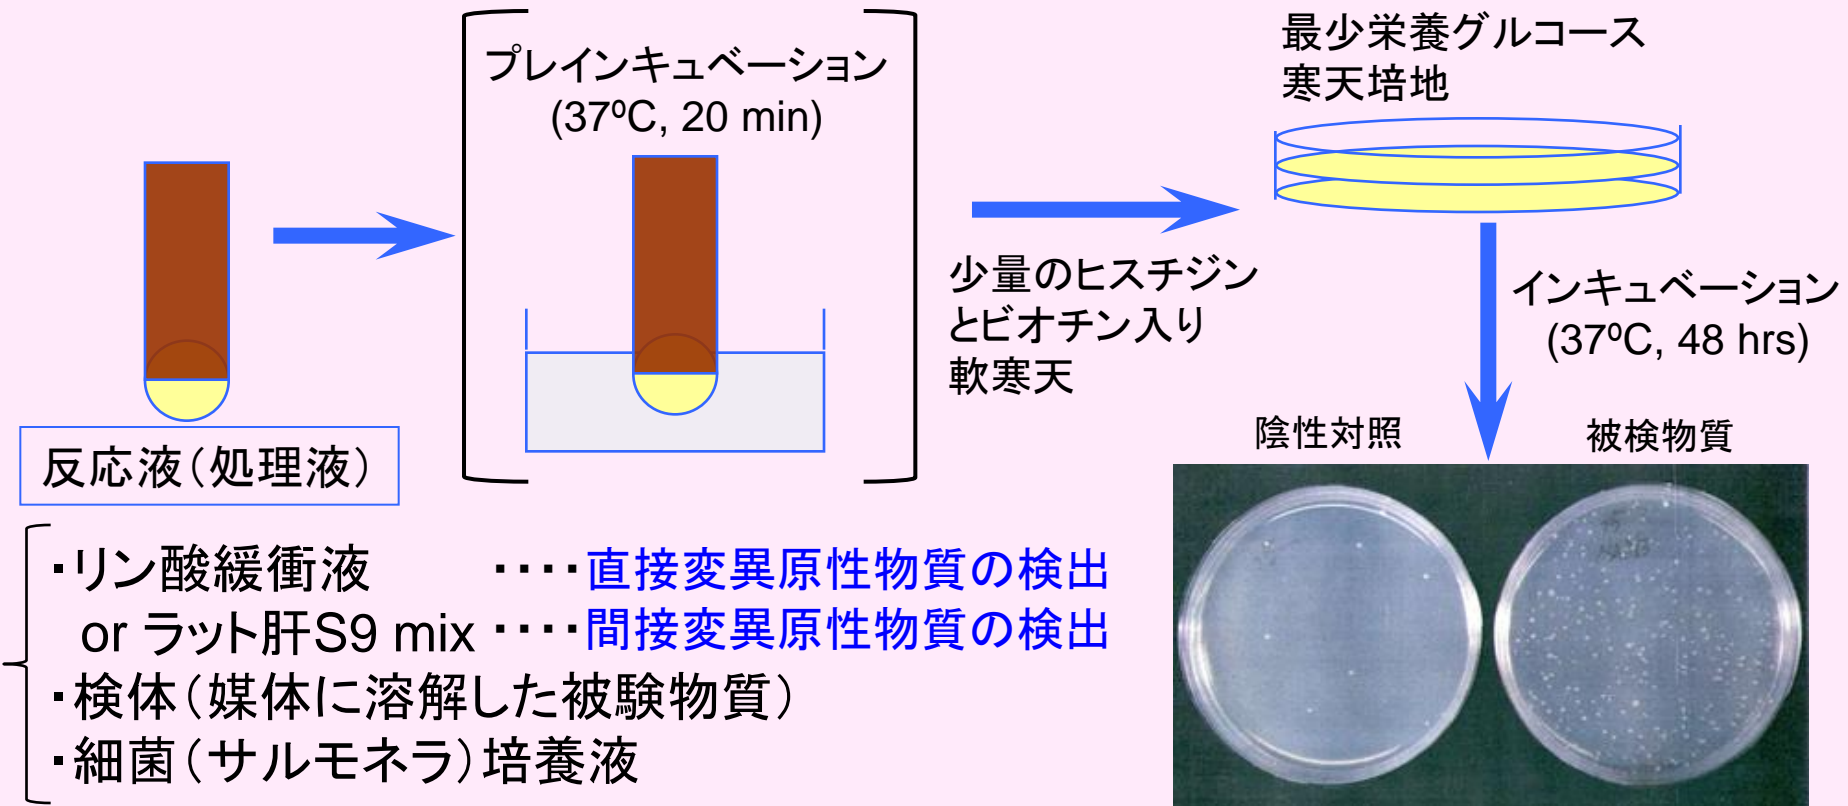 プレインキュベーション
(37ºC, 20 min)
最少栄養グルコース
寒天培地
少量のヒスチジン
とビオチン入り
軟寒天
インキュベーション
(37ºC, 48 hrs)
反応液(処理液)
陰性対照
被検物質
・リン酸緩衝液 ・・・・直接変異原性物質の検出
or ラット肝S9 mix ・・・・間接変異原性物質の検出
・検体(媒体に溶解した被験物質)
・細菌(サルモネラ)培養液